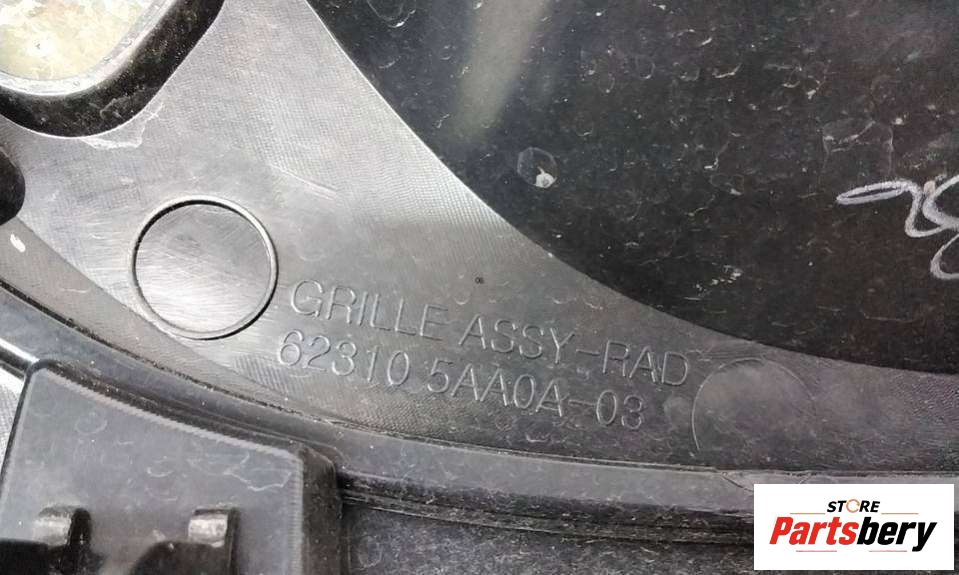 GRILLE ASSY-RAD
62310 5AA0A-03
STORE
Partsbery